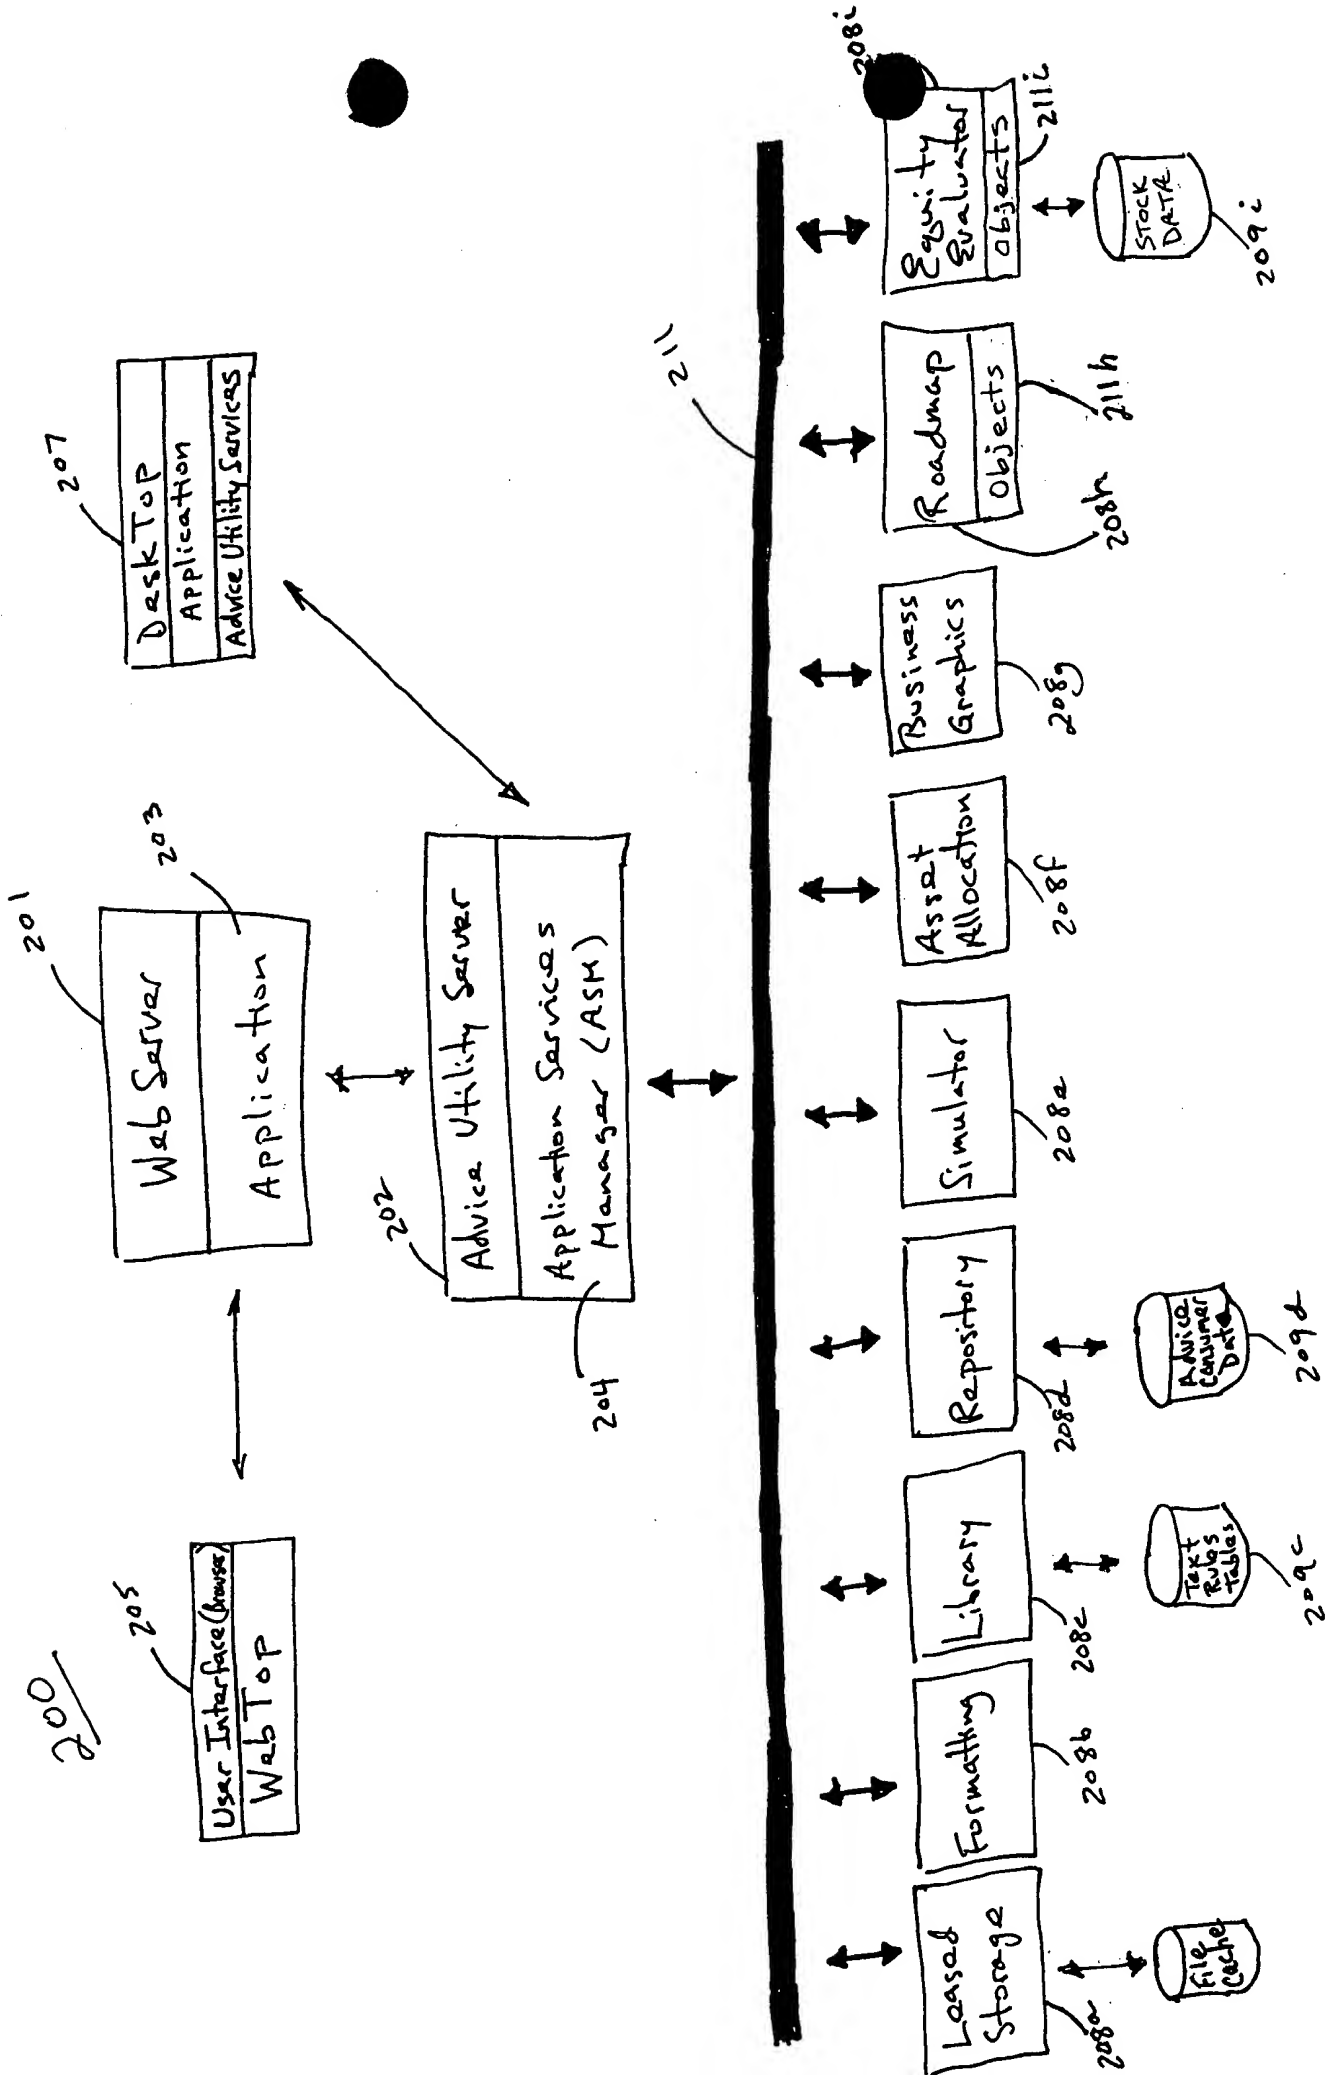 200
205
User Interface (Browser)
WebTop
201
Web Server
203
Application
207
DeskTop
Application
Advice Utility Services
202
Advice Utility Server
204
Application Services
Manager (ASM)
211
Leased
Storage
208a
File
Cache
Formatting
208b
Library
208c
Text
Rules
Tables
209c
Repository
208d
Advice
Consumer
Data
209d
Simulator
208e
Asset
Allocation
208f
Business
Graphics
208g
Roadmap
Objects
208h
211h
208i
Equity
Evaluator
Objects
211i
STOCK
DATA
209i